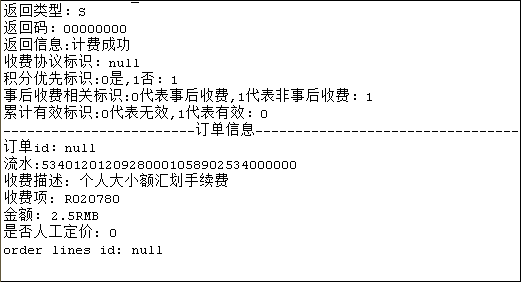 返回类型: S
返回码: 00000000
返回信息:计费成功
收费协议标识: null
积分优先标识:0是,1否: 1
事后收费相关标识:0代表事后收费,1代表非事后收费: 1
累计有效标识:0代表无效,1代表有效: 0
-----------------------订单信息--------------------------------
订单id: null
流水:53401201209280001058902534000000
收费描述: 个人大小额汇划手续费
收费项: R020780
金额: 2.5RMB
是否人工定价: 0
order lines id: null